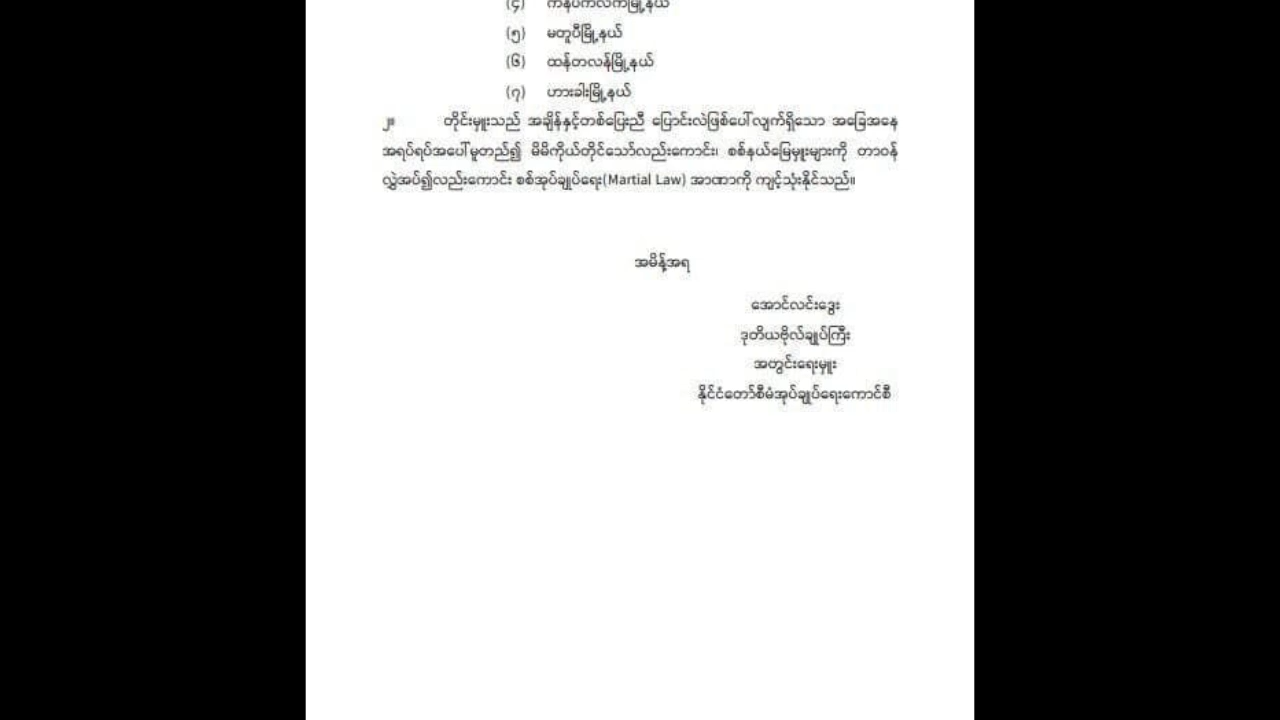 (၄) ကန်ပက်လက်မြို့နယ်
(၅) မတူပီမြို့နယ်
(၆) ထန်တလန်မြို့နယ်
(၇) ဟားခါးမြို့နယ်
၂။ တိုင်းမှူးသည် အချိန်နှင့်တစ်ပြေးညီ ပြောင်းလဲဖြစ်ပေါ်လျက်ရှိသော အခြေအနေ
အရပ်ရပ်အပေါ်မူတည်၍ မိမိကိုယ်တိုင်သော်လည်းကောင်း၊ စစ်နယ်မြေမှူးများကို တာဝန်
လွှဲအပ်၍လည်းကောင်း စစ်အုပ်ချုပ်ရေး(Martial Law) အာဏာကို ကျင့်သုံးနိုင်သည်။
အမိန့်အရ
အောင်လင်းဒွေး
ဒုတိယဗိုလ်ချုပ်ကြီး
အတွင်းရေးမှူး
နိုင်ငံတော်စီမံအုပ်ချုပ်ရေးကောင်စီ